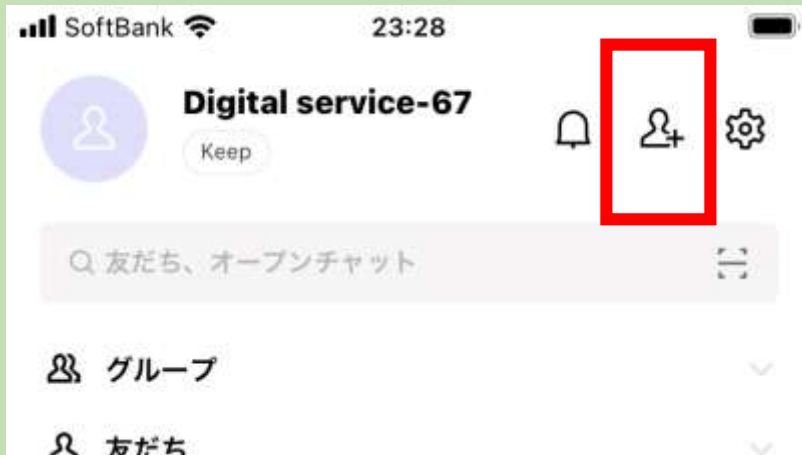 SoftBank 23:28
Digital service-67
Keep
友だち、オープンチャット
グループ
友だち